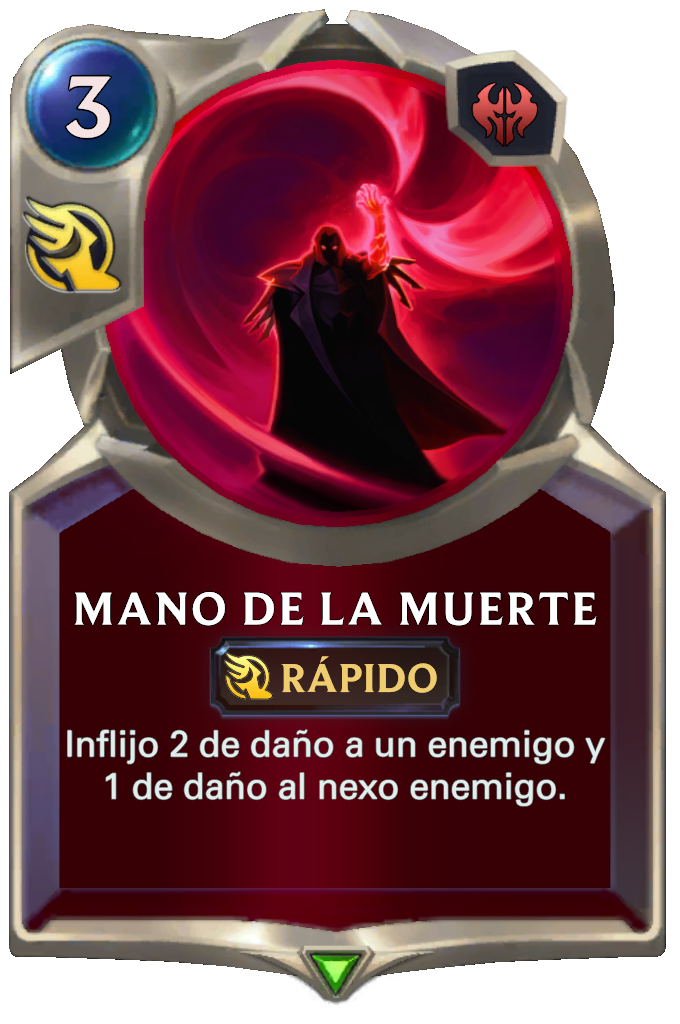 3
MANO DE LA MUERTE
RÁPIDO
Inflijo 2 de daño a un enemigo y
1 de daño al nexo enemigo.